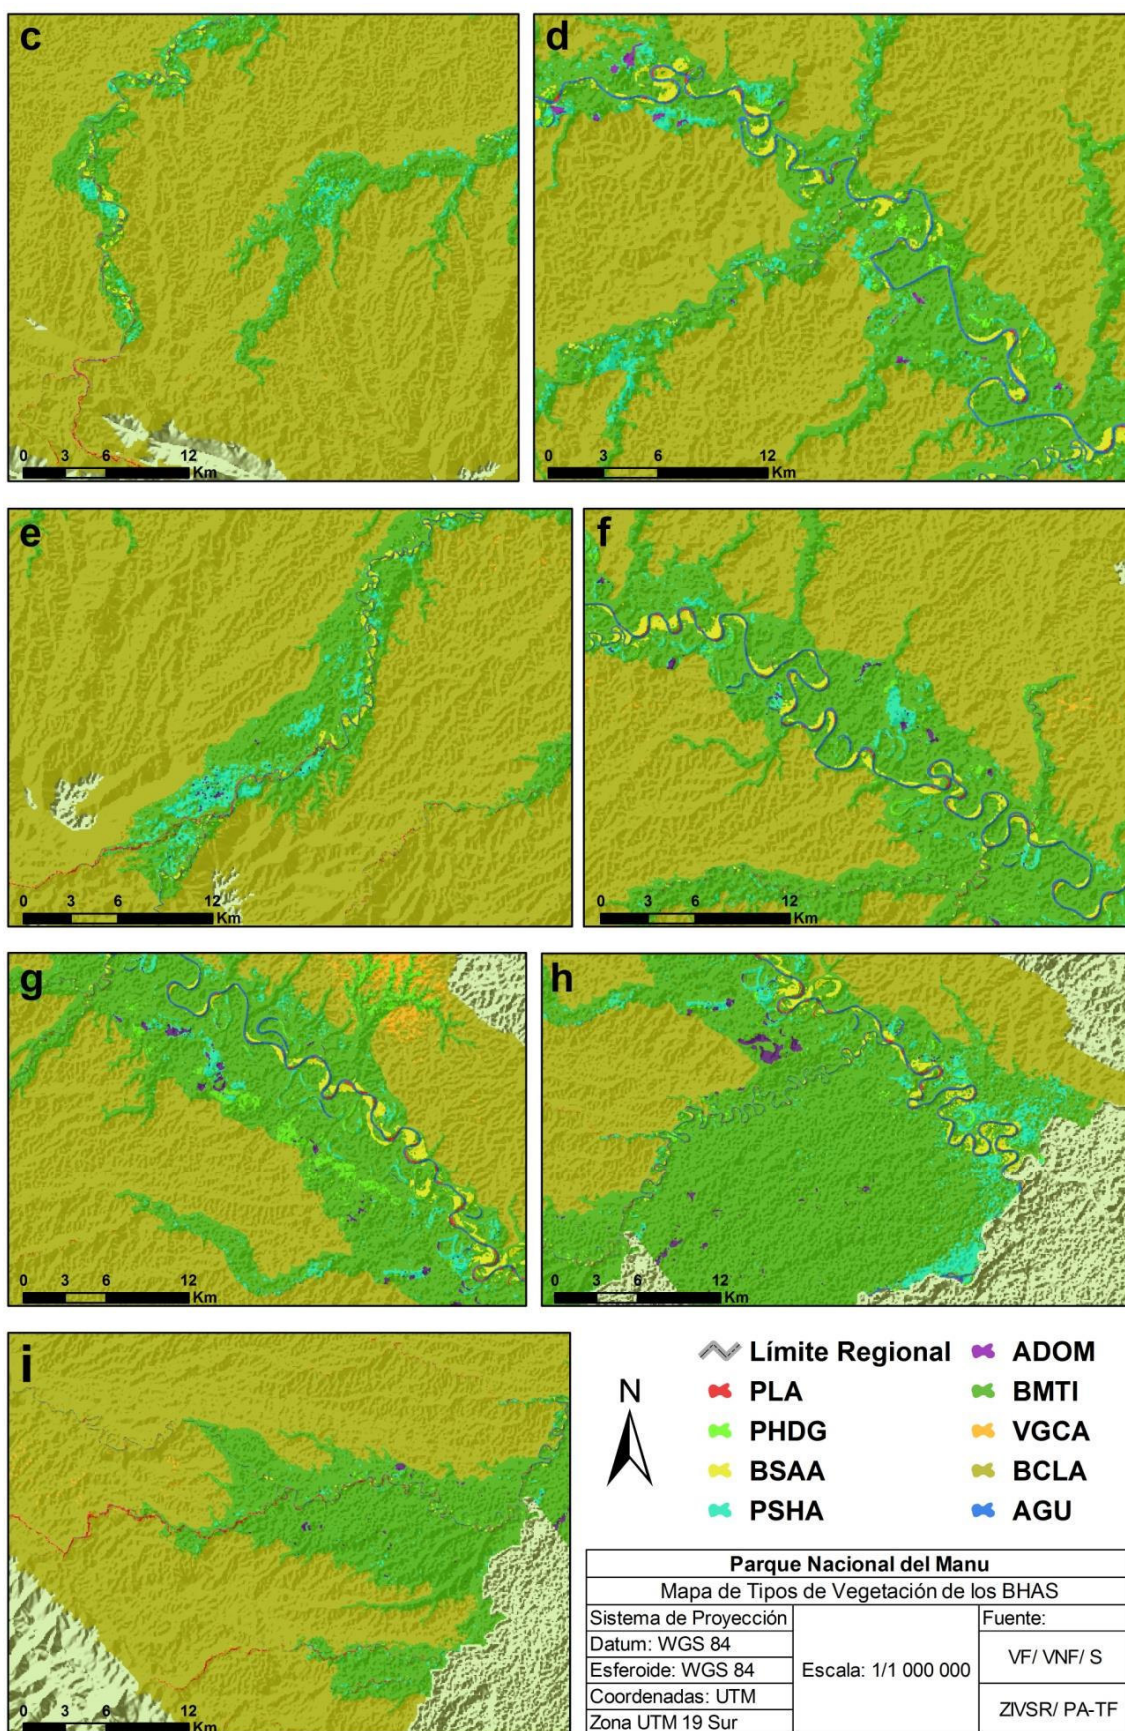 c
0 3 6 12
Km
d
0 3 6 12
Km
e
0 3 6 12
Km
f
0 3 6 12
Km
g
0 3 6 12
Km
h
0 3 6 12
Km
i
0 3 6 12
Km
N
Límite Regional
PLA
PHDG
BSAA
PSHA
ADOM
BMTI
VGCA
BCLA
AGU
Parque Nacional del Manu
Mapa de Tipos de Vegetación de los BHAS
Sistema de Proyección
Datum: WGS 84
Esferoide: WGS 84
Coordenadas: UTM
Zona UTM 19 Sur
Escala: 1/1 000 000
Fuente:
VF/ VNF/ S
ZIVSR/ PA-TF